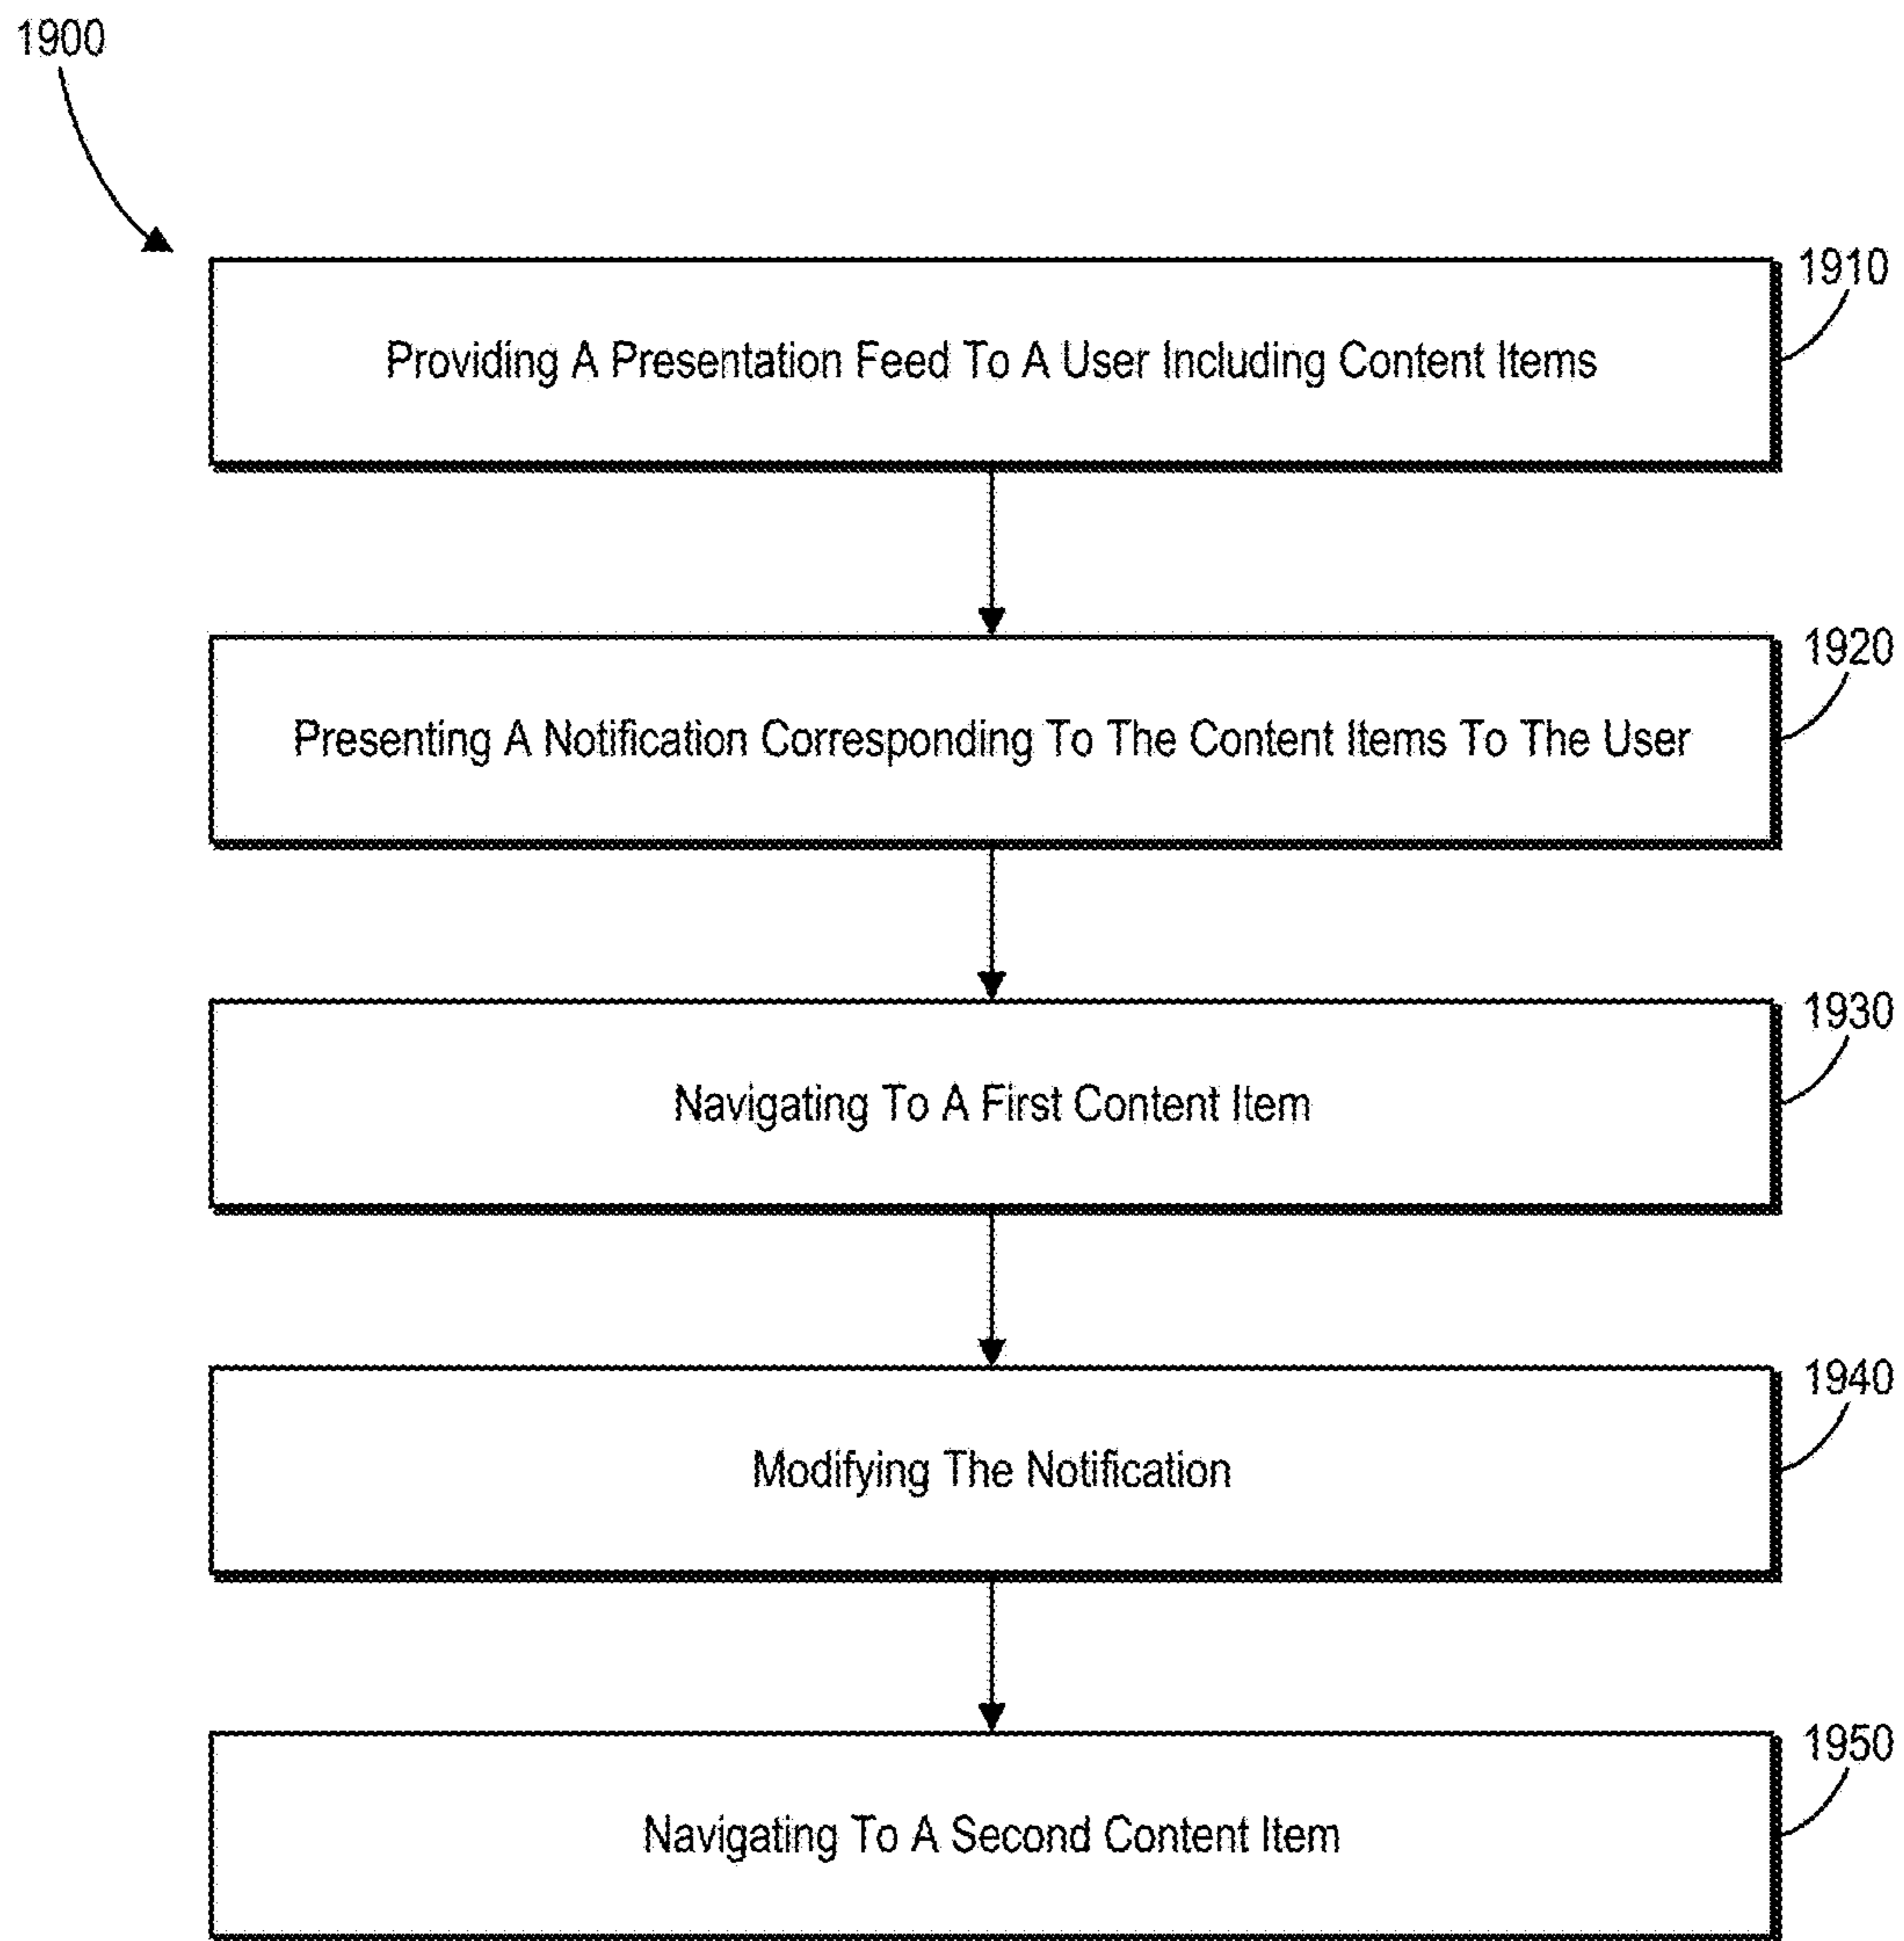 1900
1910
Providing A Presentation Feed To A User Including Content Items
1920
Presenting A Notification Corresponding To The Content Items To The User
1930
Navigating To A First Content Item
1940
Modifying The Notification
1950
Navigating To A Second Content Item